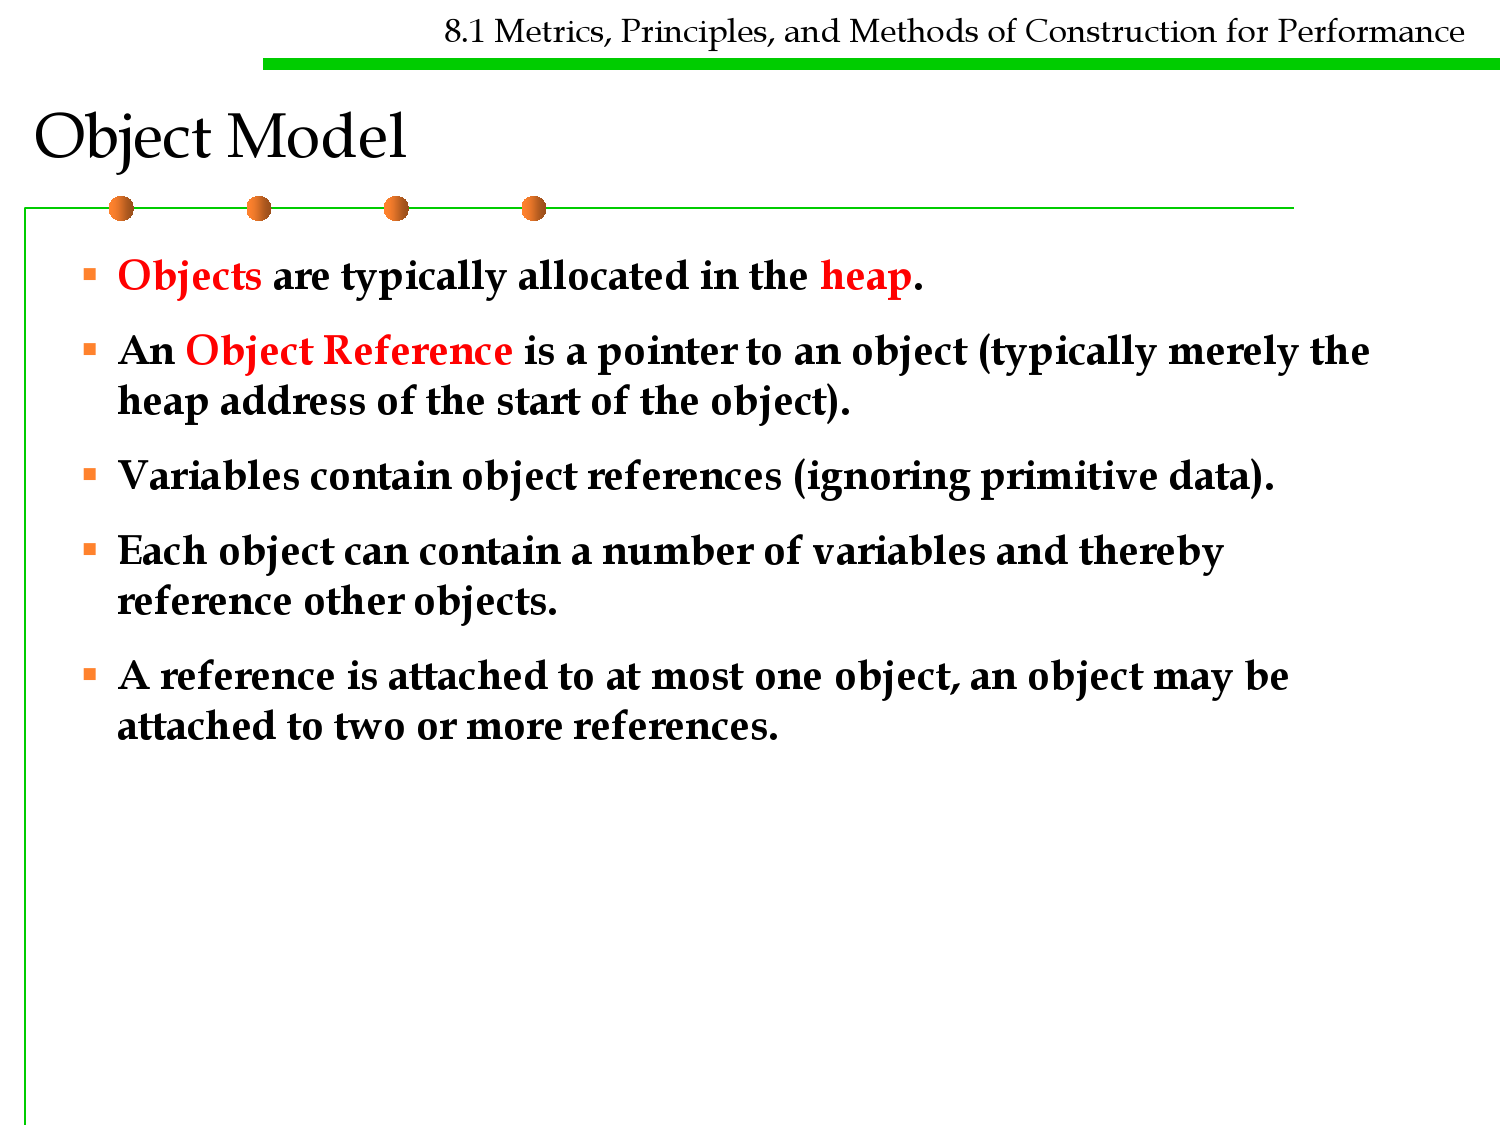 8.1 Metrics, Principles, and Methods of Construction for Performance
Object Model
Objects are typically allocated in the heap.
An Object Reference is a pointer to an object (typically merely the
heap address of the start of the object).
Variables contain object references (ignoring primitive data).
Each object can contain a number of variables and thereby
reference other objects.
A reference is attached to at most one object, an object may be
attached to two or more references.